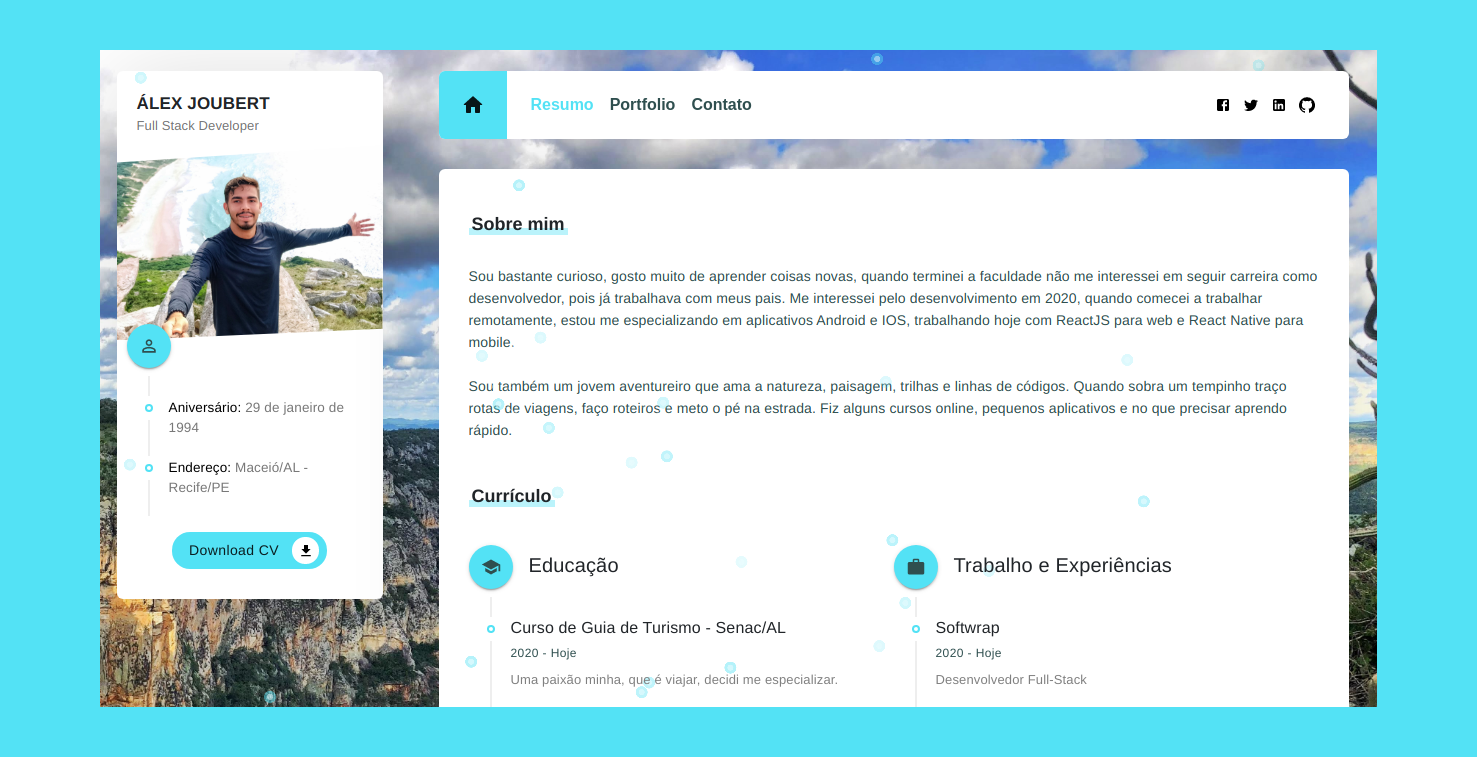 ÁLEX JOUBERT
Full Stack Developer
Aniversário: 29 de janeiro de
1994
Endereço: Maceió/AL -
Recife/PE
Download CV
Resumo Portfolio Contato
Sobre mim
Sou bastante curioso, gosto muito de aprender coisas novas, quando terminei a faculdade não me interessei em seguir carreira como
desenvolvedor, pois já trabalhava com meus pais. Me interessei pelo desenvolvimento em 2020, quando comecei a trabalhar
remotamente, estou me especializando em aplicativos Android e IOS, trabalhando hoje com ReactJS para web e React Native para
mobile.
Sou também um jovem aventureiro que ama a natureza, paisagem, trilhas e linhas de códigos. Quando sobra um tempinho traço
rotas de viagens, faço roteiros e meto o pé na estrada. Fiz alguns cursos online, pequenos aplicativos e no que precisar aprendo
rápido.
Currículo
Educação
Curso de Guia de Turismo - Senac/AL
2020 - Hoje
Uma paixão minha, que é viajar, decidi me especializar.
Trabalho e Experiências
Softwrap
2020 - Hoje
Desenvolvedor Full-Stack